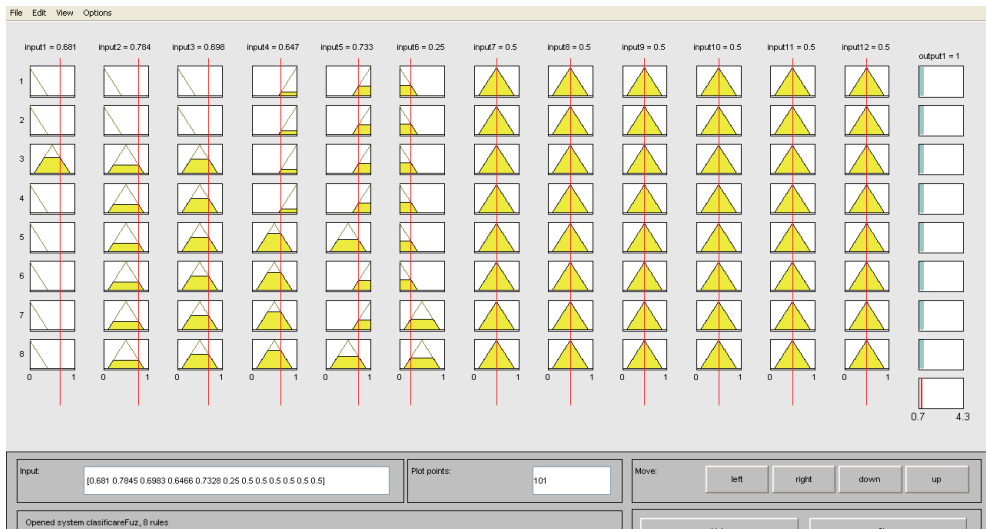 File Edit View Options
input1 = 0.681 input2 = 0.784 input3 = 0.698 input4 = 0.647 input5 = 0.733 input6 = 0.25 input7 = 0.5 input8 = 0.5 input9 = 0.5 input10 = 0.5 input11 = 0.5 input12 = 0.5
output1 = 1
1
2
3
4
5
6
7
8
0 1 0 1 0 1 0 1 0 1 0 1 0 1 0 1 0 1 0 1 0 1 0 1
0.7 4.3
Input: Plot points: Move:
[0.681 0.7845 0.6983 0.6466 0.7328 0.25 0.5 0.5 0.5 0.5 0.5 0.5] 101 left right down up
Opened system clasificareFuz, 8 rules